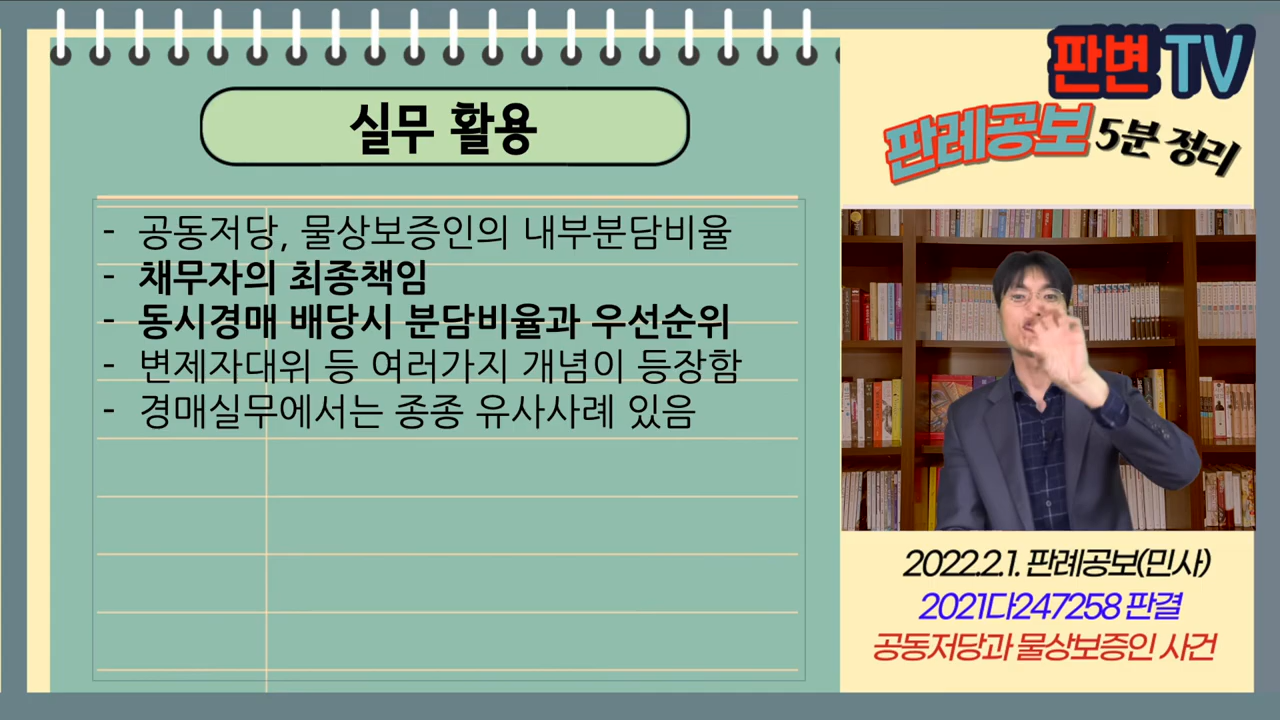 실무 활용
- 공동저당, 물상보증인의 내부분담비율
- 채무자의 최종책임
- 동시경매 배당시 분담비율과 우선순위
- 변제자대위 등 여러가지 개념이 등장함
- 경매실무에서는 종종 유사사례 있음
판변 TV
판례공보 5분 정리
2022.2.1. 판례공보(민사)
2021다247258 판결
공동저당과 물상보증인 사건